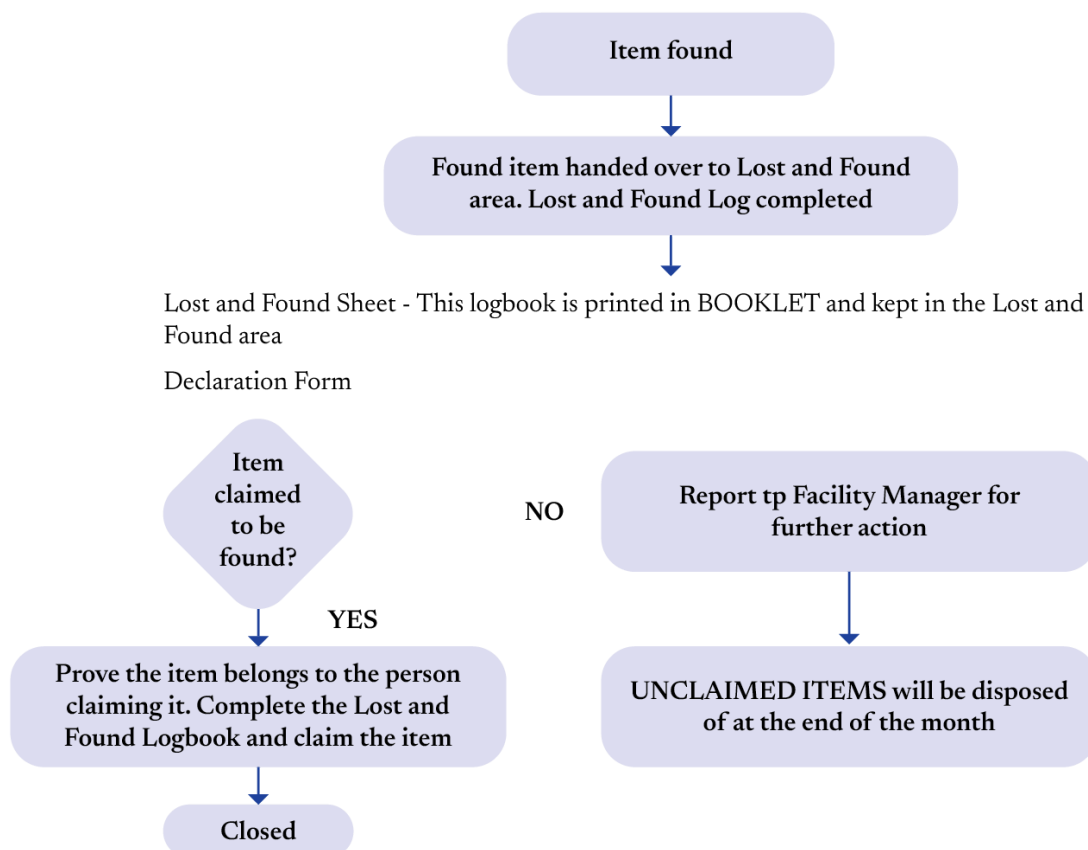 Item found
Found item handed over to Lost and Found
area. Lost and Found Log completed
Lost and Found Sheet - This logbook is printed in BOOKLET and kept in the Lost and
Found area
Declaration Form
Item
claimed
to be
found?
NO
Report tp Facility Manager for
further action
YES
Prove the item belongs to the person
claiming it. Complete the Lost and
Found Logbook and claim the item
UNCLAIMED ITEMS will be disposed
of at the end of the month
Closed